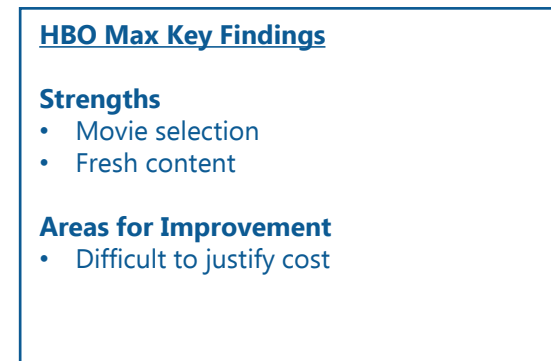 HBO Max Key Findings
Strengths
• Movie selection
• Fresh content
Areas for Improvement
• Difficult to justify cost